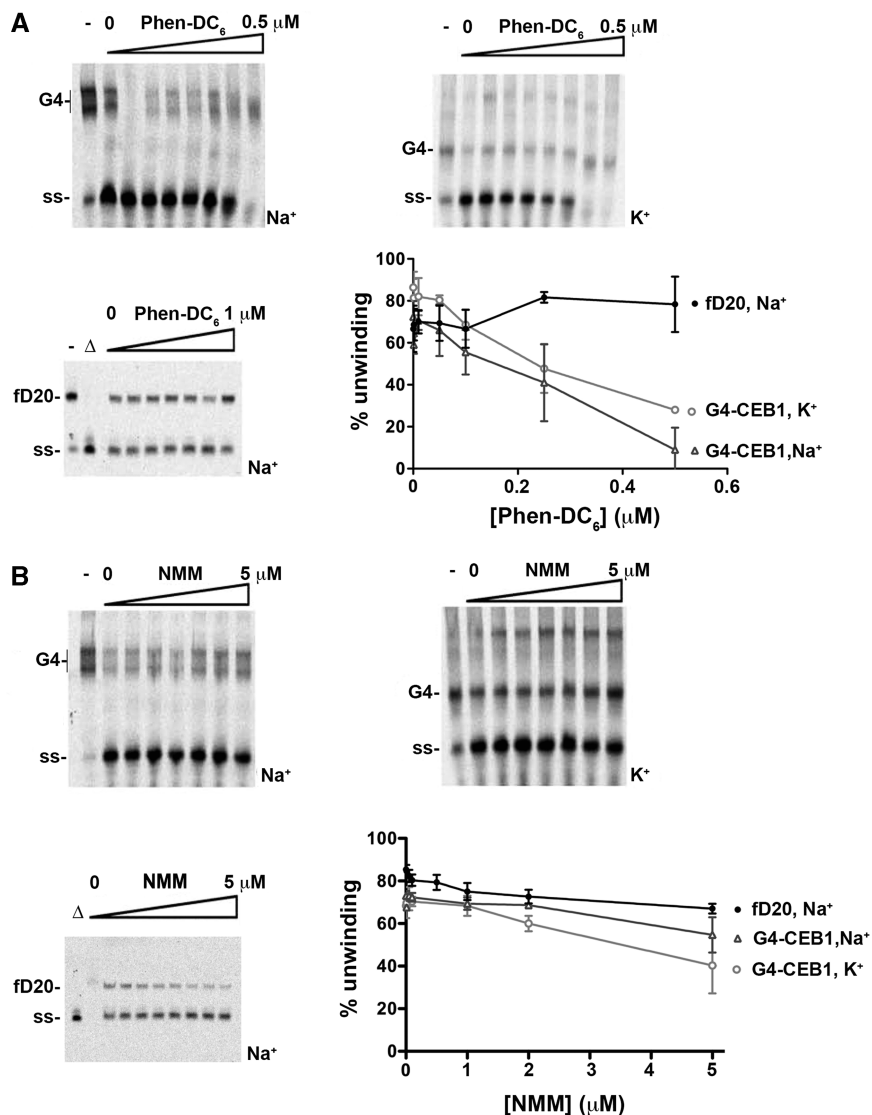 A
- 0 Phen-DC6 0.5 μM
G4-
ss-
Na+
- 0 Phen-DC6 0.5 μM
G4-
ss-
K+
0 Phen-DC6 1 μM
- Δ
fD20-
ss-
Na+
% unwinding
100
80
60
40
20
0
0 0.2 0.4 0.6
[Phen-DC6] (μM)
fD20, Na+
G4-CEB1, K+
G4-CEB1,Na+
B
- 0 NMM 5 μM
G4-
ss-
Na+
- 0 NMM 5 μM
G4-
ss-
K+
0 NMM 5 μM
Δ
fD20-
ss-
Na+
% unwinding
100
80
60
40
20
0
0 1 2 3 4 5
[NMM] (μM)
fD20, Na+
G4-CEB1,Na+
G4-CEB1, K+